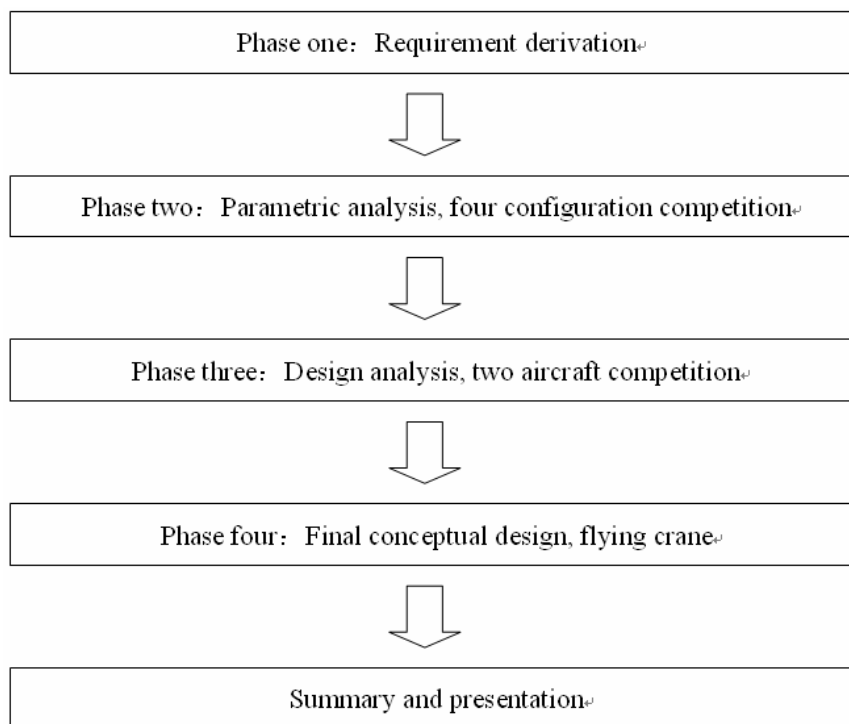 Phase one：Requirement derivation↵
Phase two：Parametric analysis, four configuration competition↵
Phase three：Design analysis, two aircraft competition↵
Phase four：Final conceptual design, flying crane↵
Summary and presentation↵